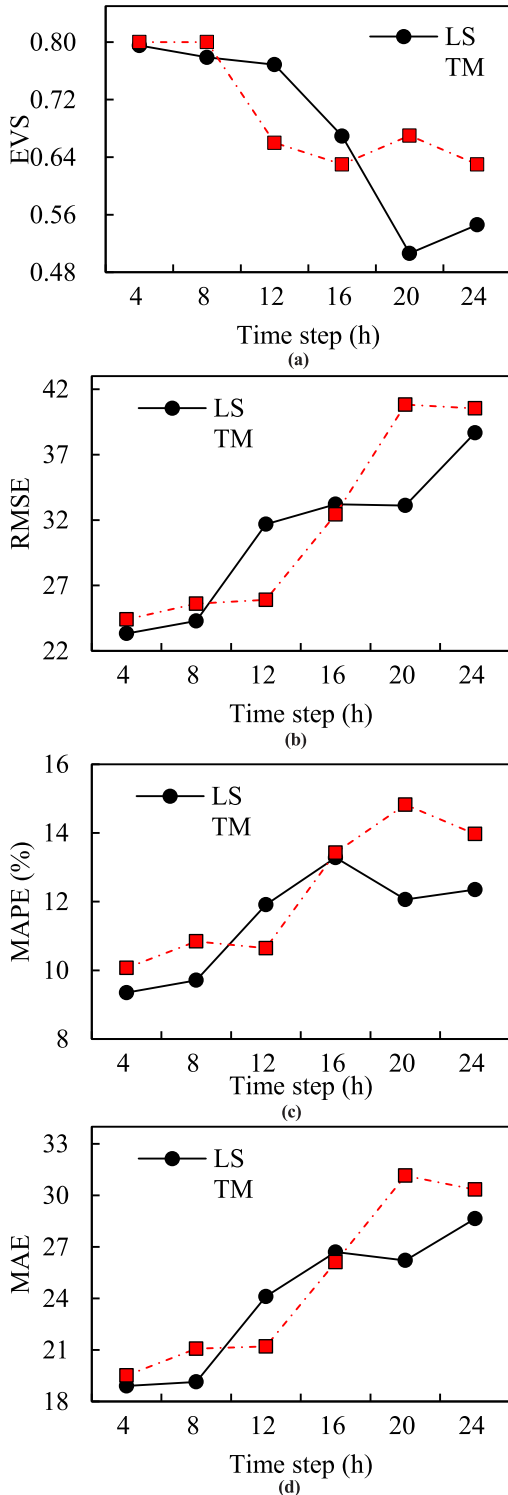 0.80
0.72
0.64
0.56
0.48
EVS
LS
TM
4 8 12 16 20 24
Time step (h)
(a)
42
37
32
27
22
RMSE
LS
TM
4 8 12 16 20 24
Time step (h)
(b)
16
14
12
10
8
MAPE (%)
LS
TM
4 8 12 16 20 24
Time step (h)
(c)
33
30
27
24
21
18
MAE
LS
TM
4 8 12 16 20 24
Time step (h)
(d)